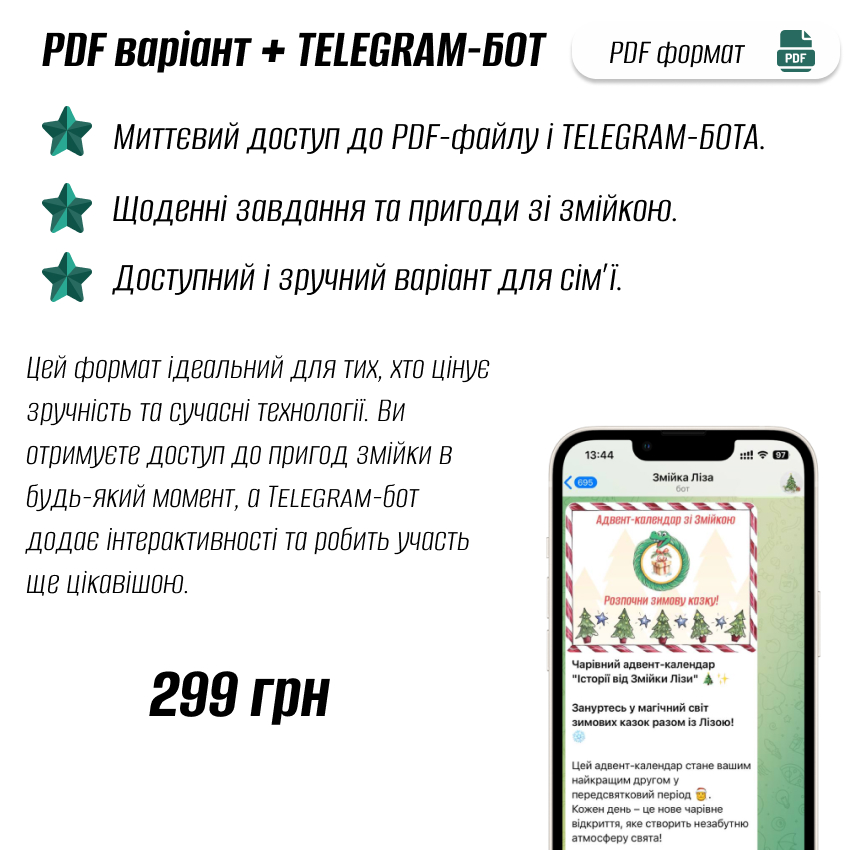 PDF варіант + TELEGRAM-БОТ
PDF формат
PDF
Миттєвий доступ до PDF-файлу і TELEGRAM-БОТА.
Щоденні завдання та пригоди зі змійкою.
Доступний і зручний варіант для сім'ї.
Цей формат ідеальний для тих, хто цінує
зручність та сучасні технології. Ви
отримуєте доступ до пригод змійки в
будь-який момент, а TELEGRAM-бот
додає інтерактивності та робить участь
ще цікавішою.
299 грн
13:44
97
695
Змійка Ліза
бот
Адвент-календар зі Змійкою
Розпочни зимову казку!
Чарівний адвент-календар
"Історії від Змійки Лізи" 🎄✨
Зануртесь у магічний світ
зимових казок разом із Лізою!
❄️
Цей адвент-календар стане вашим
найкращим другом у
передсвятковий період 🎅.
Кожен день – це нове чарівне
відкриття, яке створить незабутню
атмосферу свята!